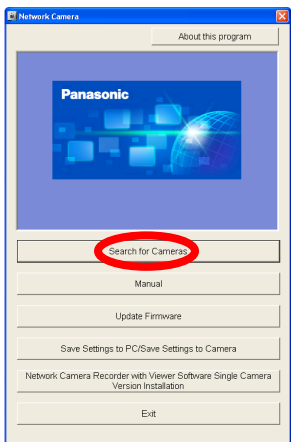 Network Camera
About this program
Panasonic
Search for Cameras
Manual
Update Firmware
Save Settings to PC/Save Settings to Camera
Network Camera Recorder with Viewer Software Single Camera
Version Installation
Exit